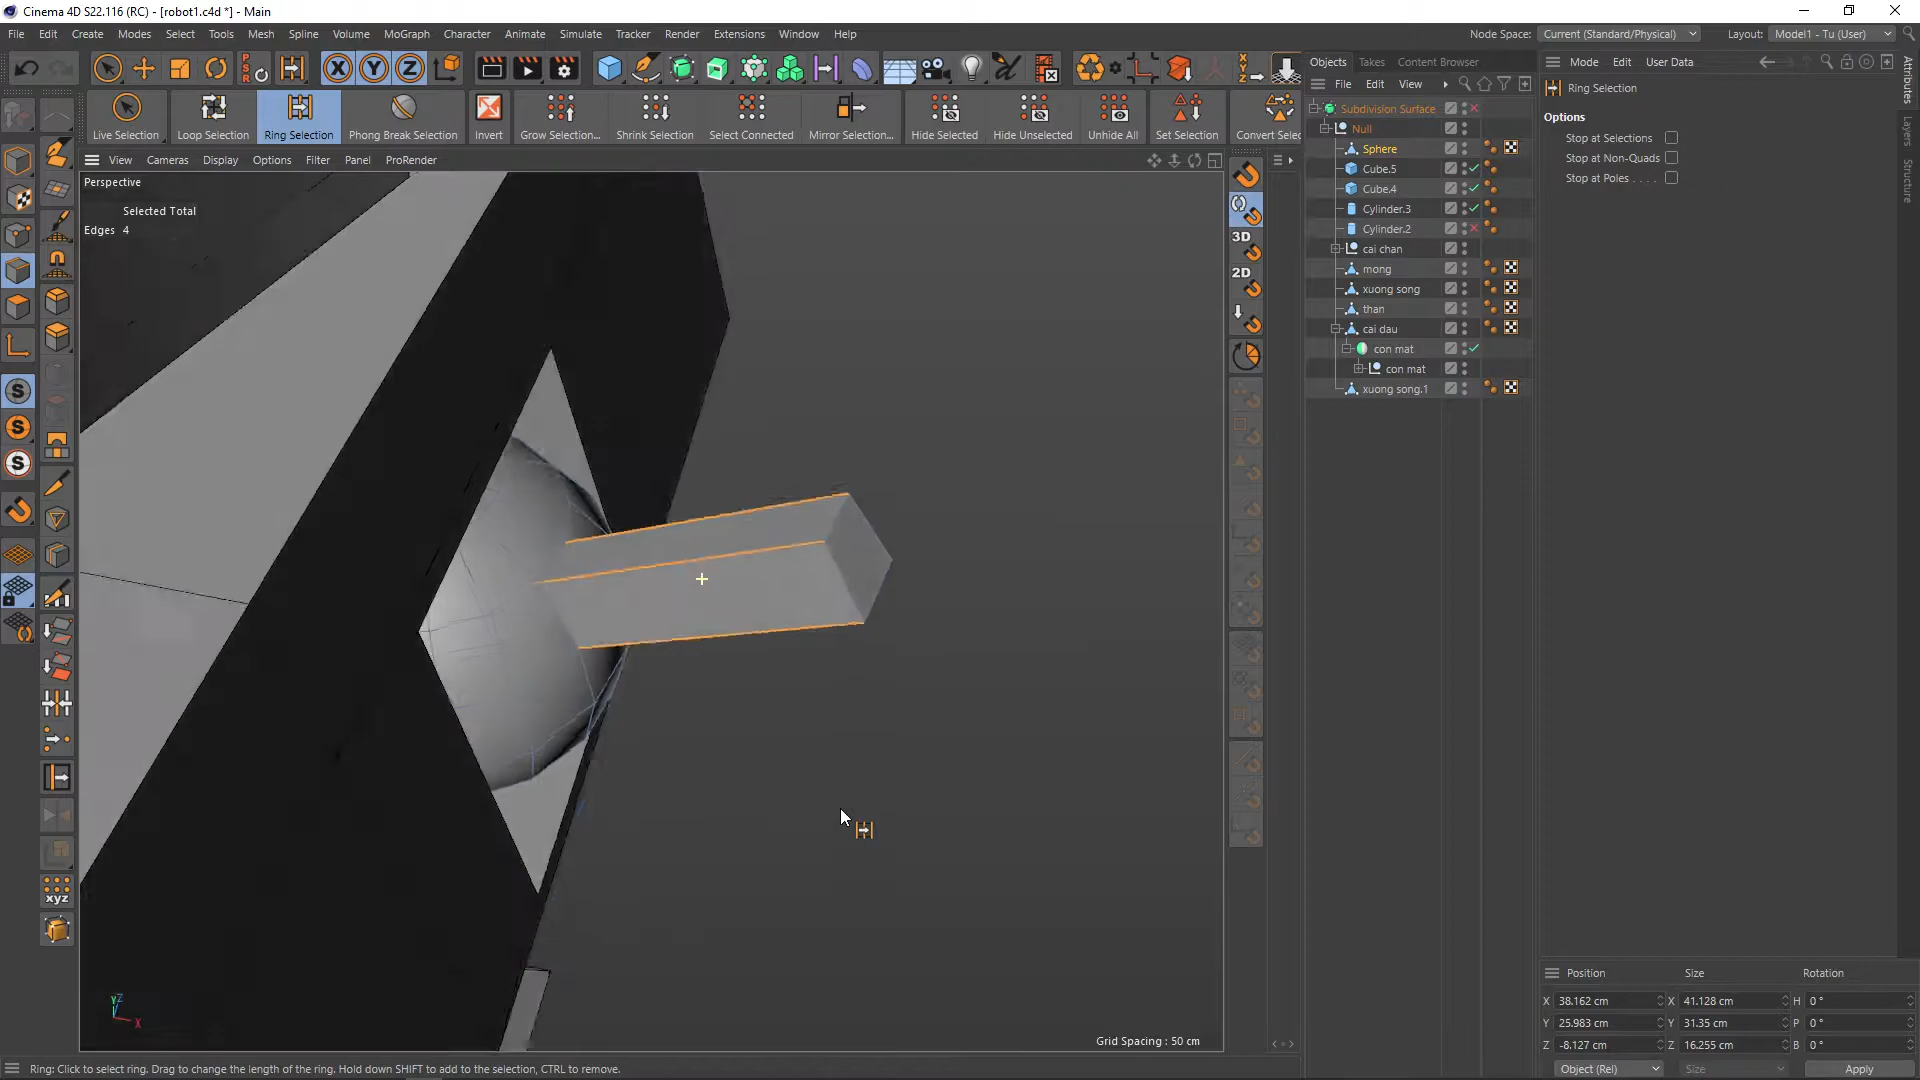 Cinema 4D S22.116 (RC) - [robot1.c4d *] - Main
File Edit Create Modes Select Tools Mesh Spline Volume MoGraph Character Animate Simulate Tracker Render Extensions Window Help
Node Space: Current (Standard/Physical) Layout: Model1 - Tu (User)
Live Selection Loop Selection Ring Selection Phong Break Selection Invert Grow Selection... Shrink Selection Select Connected Mirror Selection... Hide Selected Hide Unselected Unhide All Set Selection Convert Selec
View Cameras Display Options Filter Panel ProRender
Perspective
Selected Total
Edges 4
3D
2D
PSR
X Y Z
S
S
S
xyz
Grid Spacing : 50 cm
Y Z
X
Objects Takes Content Browser
File Edit View
Subdivision Surface
Null
Sphere
Cube.5
Cube.4
Cylinder.3
Cylinder.2
cai chan
mong
xuong song
than
cai dau
con mat
con mat
xuong song.1
Mode Edit User Data
Ring Selection
Options
Stop at Selections
Stop at Non-Quads
Stop at Poles . . . .
Attributes
Layers
Structure
Position Size Rotation
X 38.162 cm X 41.128 cm H 0 °
Y 25.983 cm Y 31.35 cm P 0 °
Z -8.127 cm Z 16.255 cm B 0 °
Object (Rel) Size Apply
Ring: Click to select ring. Drag to change the length of the ring. Hold down SHIFT to add to the selection, CTRL to remove.